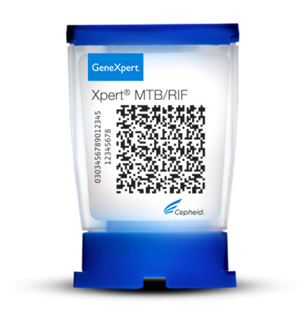 GeneXpert
Xpert® MTB/RIF
0303456789012345
12345678
Cepheid.